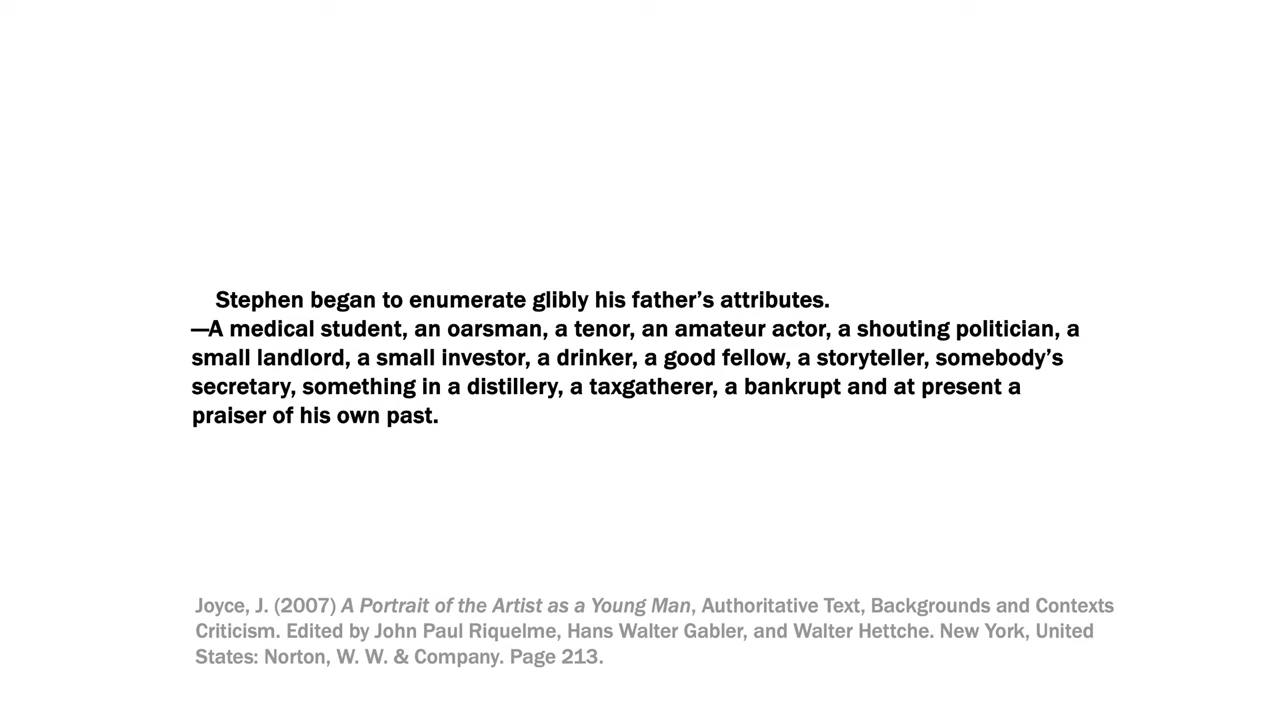 Stephen began to enumerate glibly his father’s attributes.
—A medical student, an oarsman, a tenor, an amateur actor, a shouting politician, a
small landlord, a small investor, a drinker, a good fellow, a storyteller, somebody’s
secretary, something in a distillery, a taxgatherer, a bankrupt and at present a
praiser of his own past.
Joyce, J. (2007) A Portrait of the Artist as a Young Man, Authoritative Text, Backgrounds and Contexts
Criticism. Edited by John Paul Riquelme, Hans Walter Gabler, and Walter Hettche. New York, United
States: Norton, W. W. & Company. Page 213.